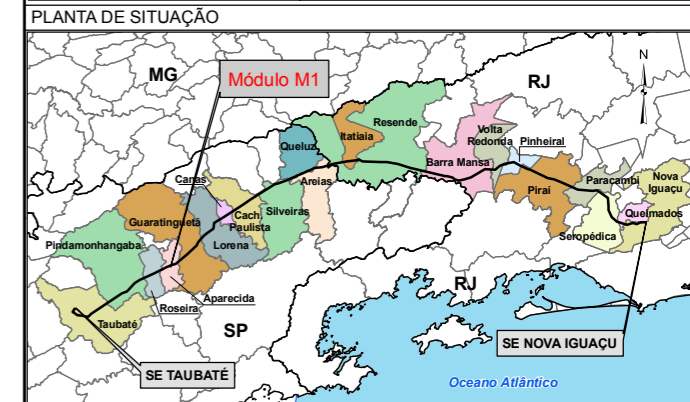 PLANTA DE SITUAÇÃO
MG
Módulo M1
RJ
N
Resende
Itatiaia
Queluz
Volta
Redonda
Pinheiral
Barra Mansa
Areias
Canas
Piraí
Paracambi
Nova
Iguaçu
Queimados
Guaratinguetá
Cach.
Paulista
Silveiras
Lorena
Seropédica
Pindamonhangaba
Aparecida
Roseira
Taubaté
SP
RJ
SE TAUBATÉ
SE NOVA IGUAÇU
Oceano Atlântico